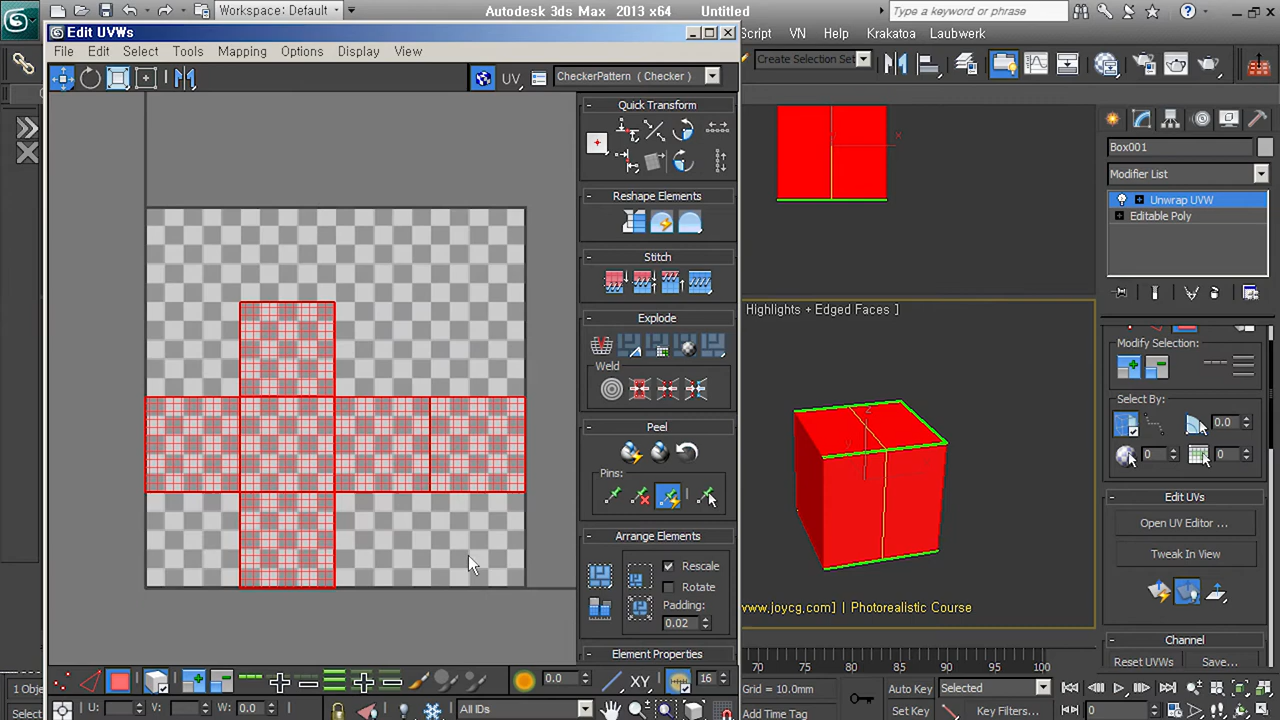 Workspace: Default
Autodesk 3ds Max 2013 x64
Untitled
Type a keyword or phrase
Edit UVWs
Script
VN
Help
Krakatoa
Laubwerk
File
Edit
Select
Tools
Mapping
Options
Display
View
UV
CheckerPattern ( Checker )
Create Selection Set
Quick Transform
x
Box001
Modifier List
Reshape Elements
Unwrap UVW
Editable Poly
Stitch
Highlights + Edged Faces ]
Explode
Modify Selection:
Weld
Select By:
z
0.0
Peel
0
0
Pins:
Edit UVs
Open UV Editor ...
Arrange Elements
Tweak In View
Rescale
Rotate
Padding:
0.02
www.joycg.com] | Photorealistic Course
Channel
Element Properties
Reset UVWs
Save...
70
75
80
85
90
95
100
0.0
XY
16
1 Obje
Grid = 10.0mm
Auto Key
Selected
U:
V:
W:
0.0
All IDs
Add Time Tag
Set Key
Key Filters...
0